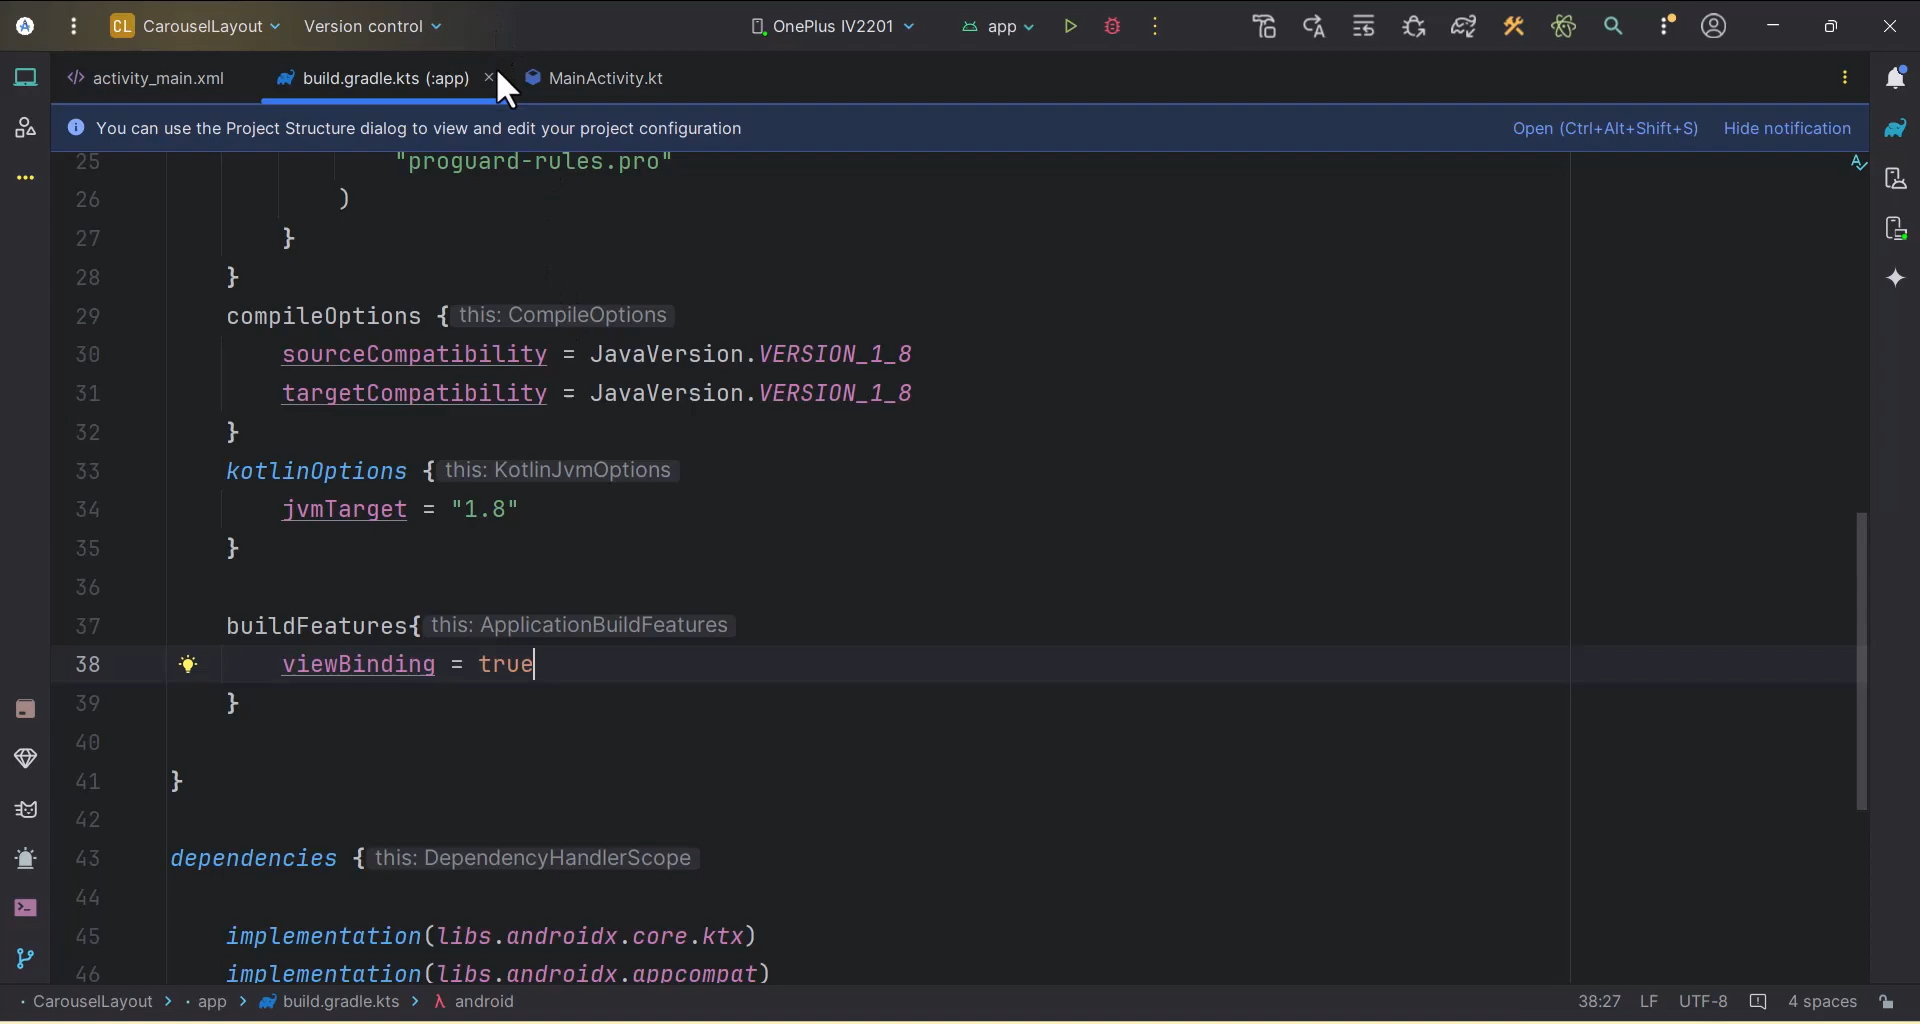 CL CarouselLayout Version control OnePlus IV2201 app
activity_main.xml build.gradle.kts (:app) MainActivity.kt
You can use the Project Structure dialog to view and edit your project configuration Open (Ctrl+Alt+Shift+S) Hide notification
25 "proguard-rules.pro"
26 )
27 }
28 }
29 compileOptions { this: CompileOptions
30 sourceCompatibility = JavaVersion.VERSION_1_8
31 targetCompatibility = JavaVersion.VERSION_1_8
32 }
33 kotlinOptions { this: KotlinJvmOptions
34 jvmTarget = "1.8"
35 }
36
37 buildFeatures{ this: ApplicationBuildFeatures
38 viewBinding = true
39 }
40
41 }
42
43 dependencies { this: DependencyHandlerScope
44
45 implementation(libs.androidx.core.ktx)
46 implementation(libs.androidx.appcompat)
CarouselLayout > app > build.gradle.kts > λ android 38:27 LF UTF-8 4 spaces